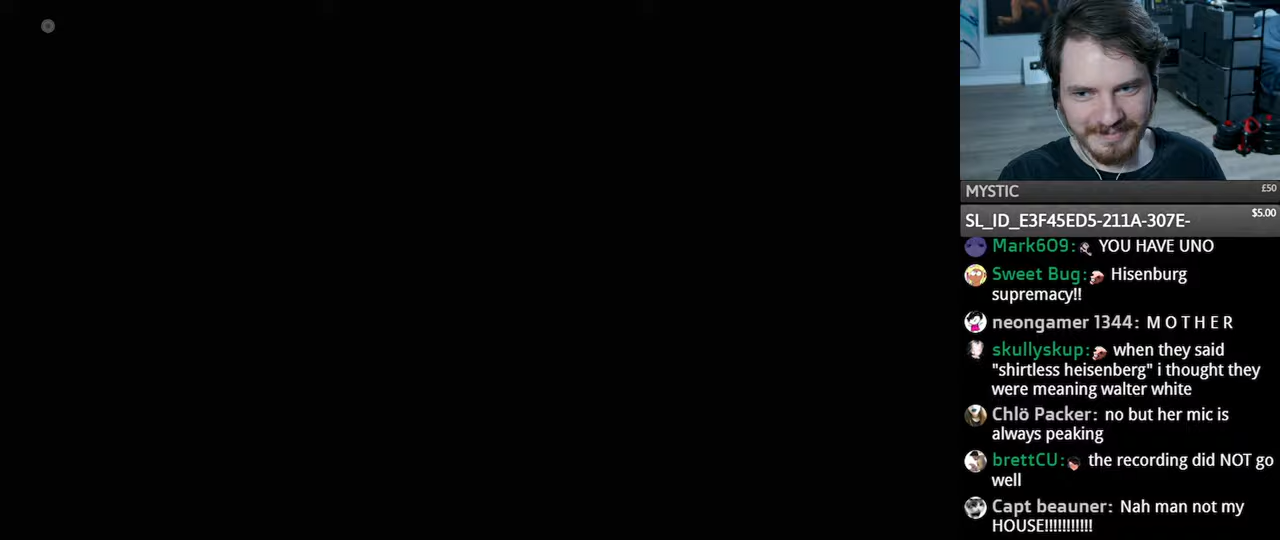 MYSTIC £50
SL_ID_E3F45ED5-211A-307E- $5.00
Mark609: YOU HAVE UNO
Sweet Bug: Hisenburg
supremacy!!
neongamer 1344: M O T H E R
skullyskup: when they said
"shirtless heisenberg" i thought they
were meaning walter white
Chlö Packer: no but her mic is
always peaking
brettCU: the recording did NOT go
well
Capt beauner: Nah man not my
HOUSE!!!!!!!!!!!